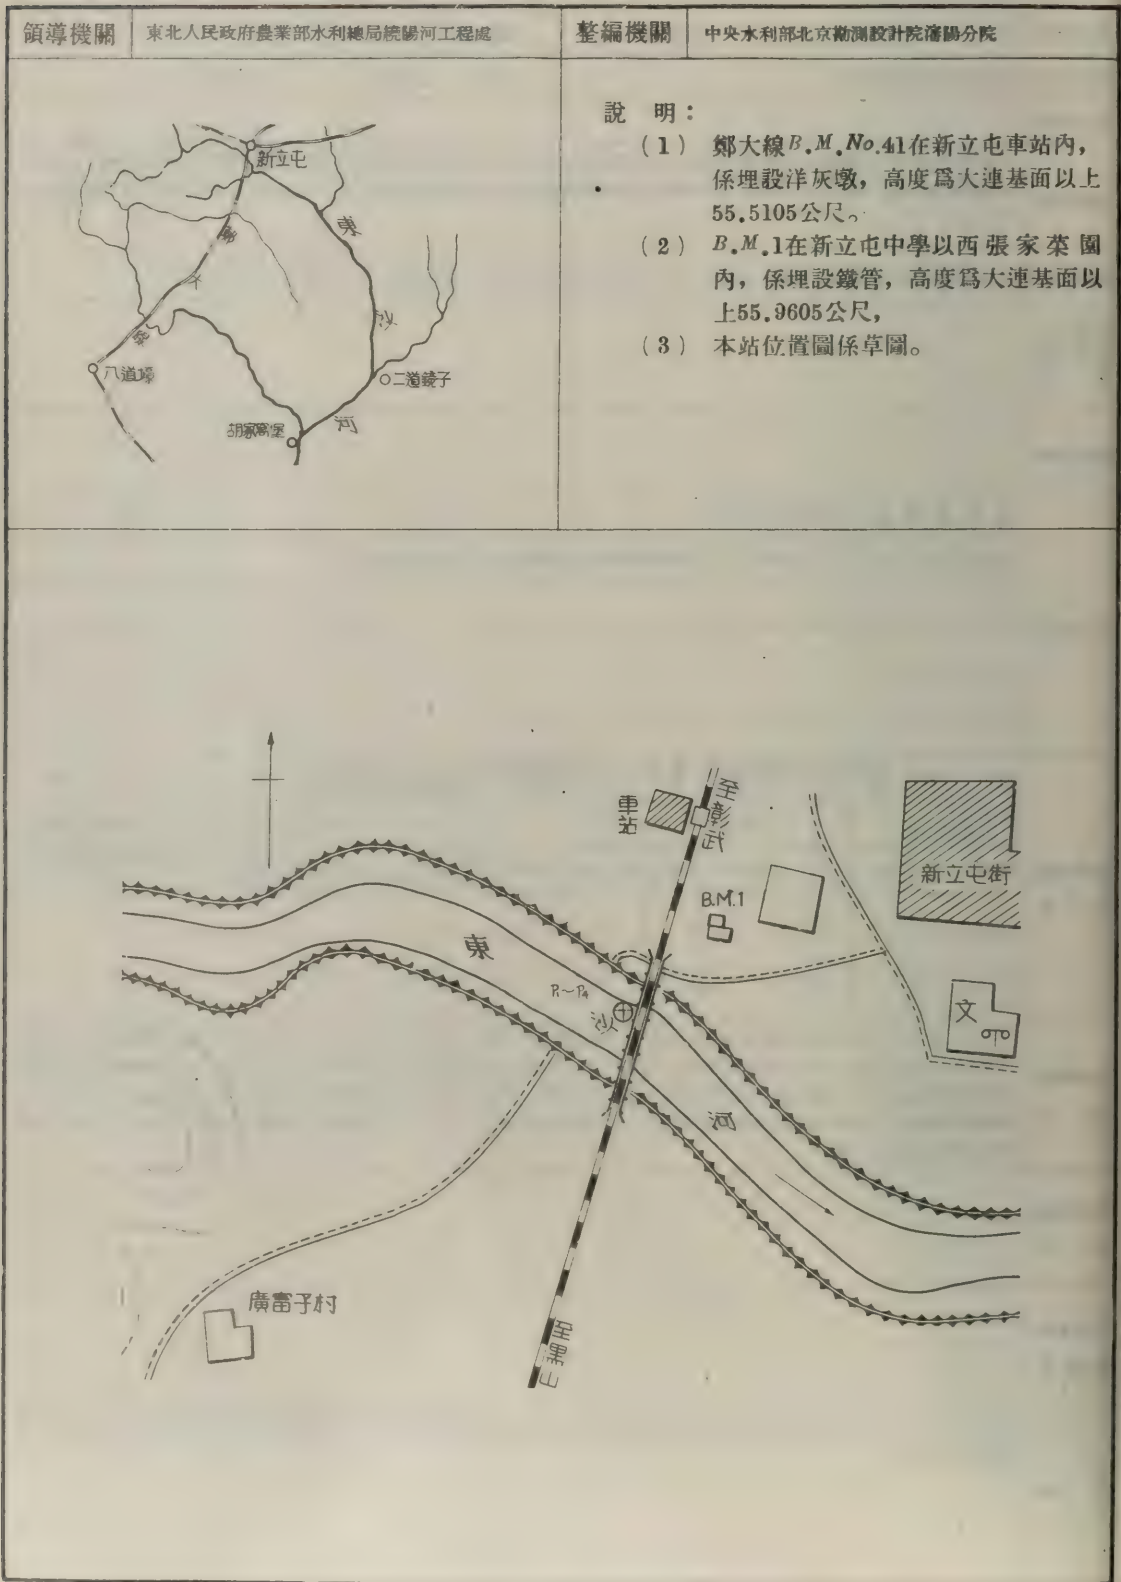 領導機關
東北人民政府農業部水利總局繞陽河工程處
整編機關
中央水利部北京勘測設計院瀋陽分院
新立屯
東
沙
河
八道壕
二道鏡子
胡家窩堡
說 明：
(1) 鄭大線B.M.No.41在新立屯車站內，
係埋設洋灰墩，高度爲大連基面以上
55.5105公尺。
(2) B.M.1在新立屯中學以西張家菜園
內，係埋設鐵管，高度爲大連基面以
上55.9605公尺，
(3) 本站位置圖係草圖。
車站
至彰武
新立屯街
B.M.1
東
P₁～P₄
沙
文
河
廣富子村
至黑山